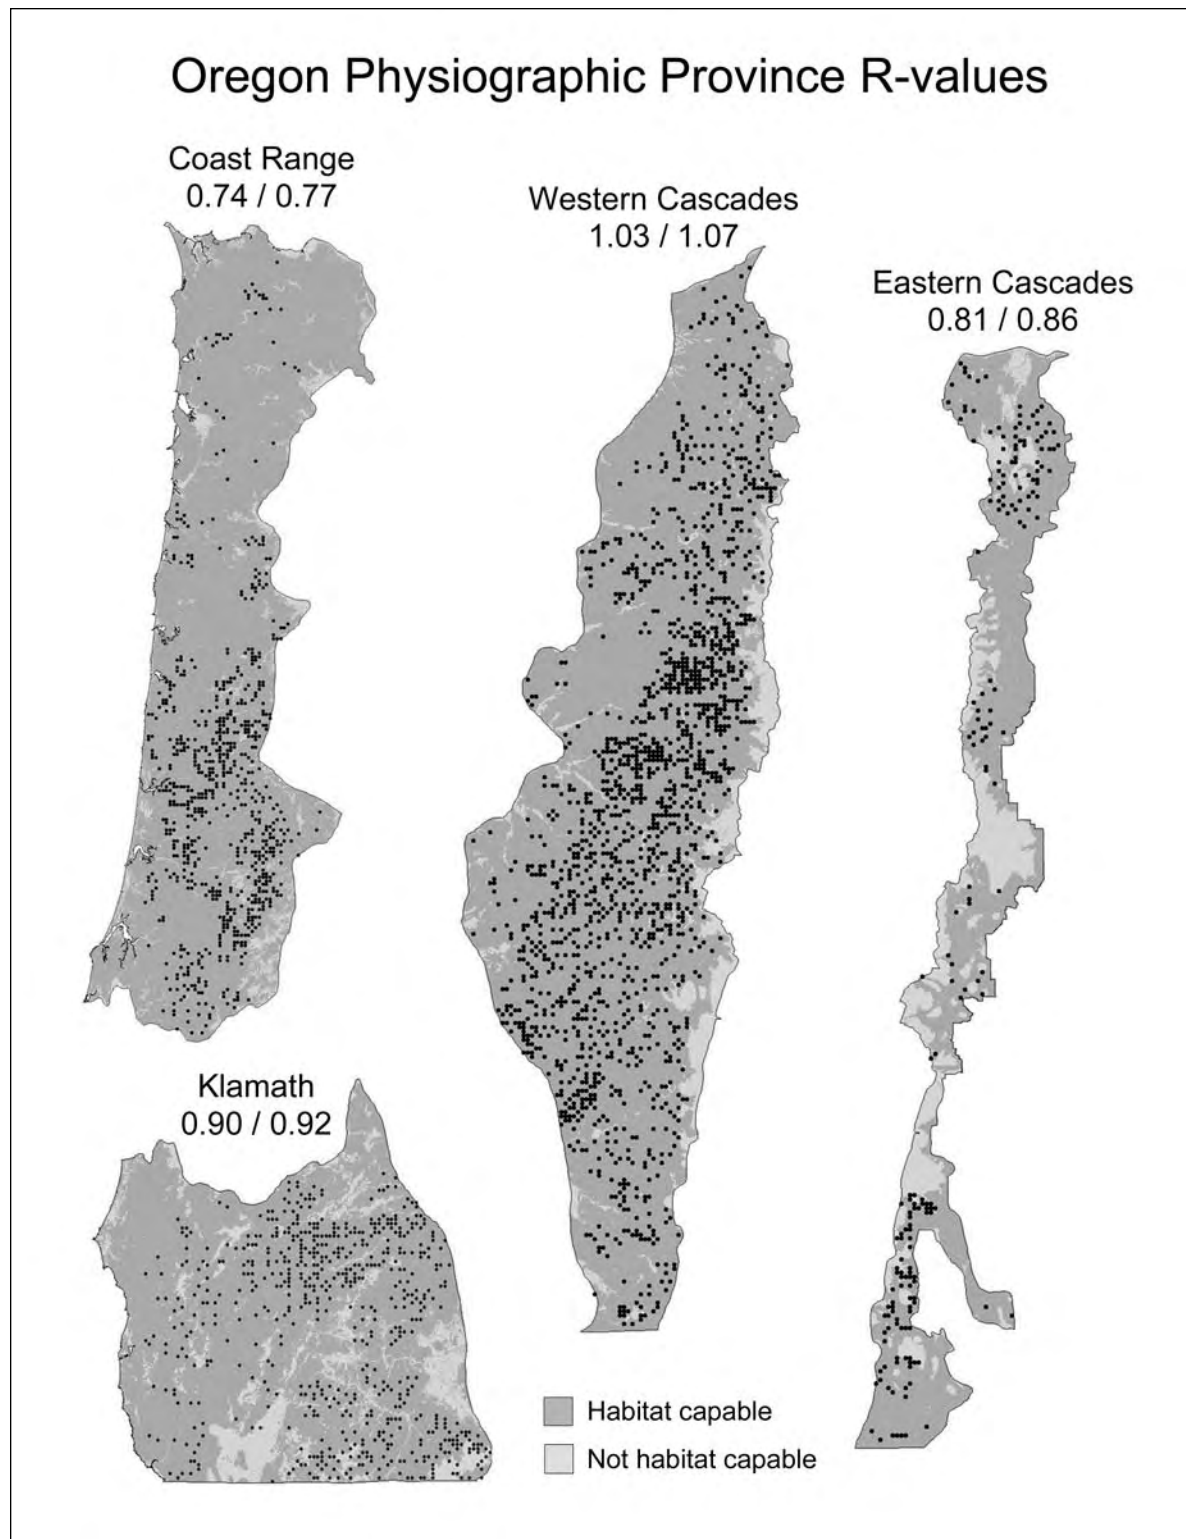 Oregon Physiographic Province R-values
Coast Range
0.74 / 0.77
Western Cascades
1.03 / 1.07
Eastern Cascades
0.81 / 0.86
Klamath
0.90 / 0.92
Habitat capable
Not habitat capable